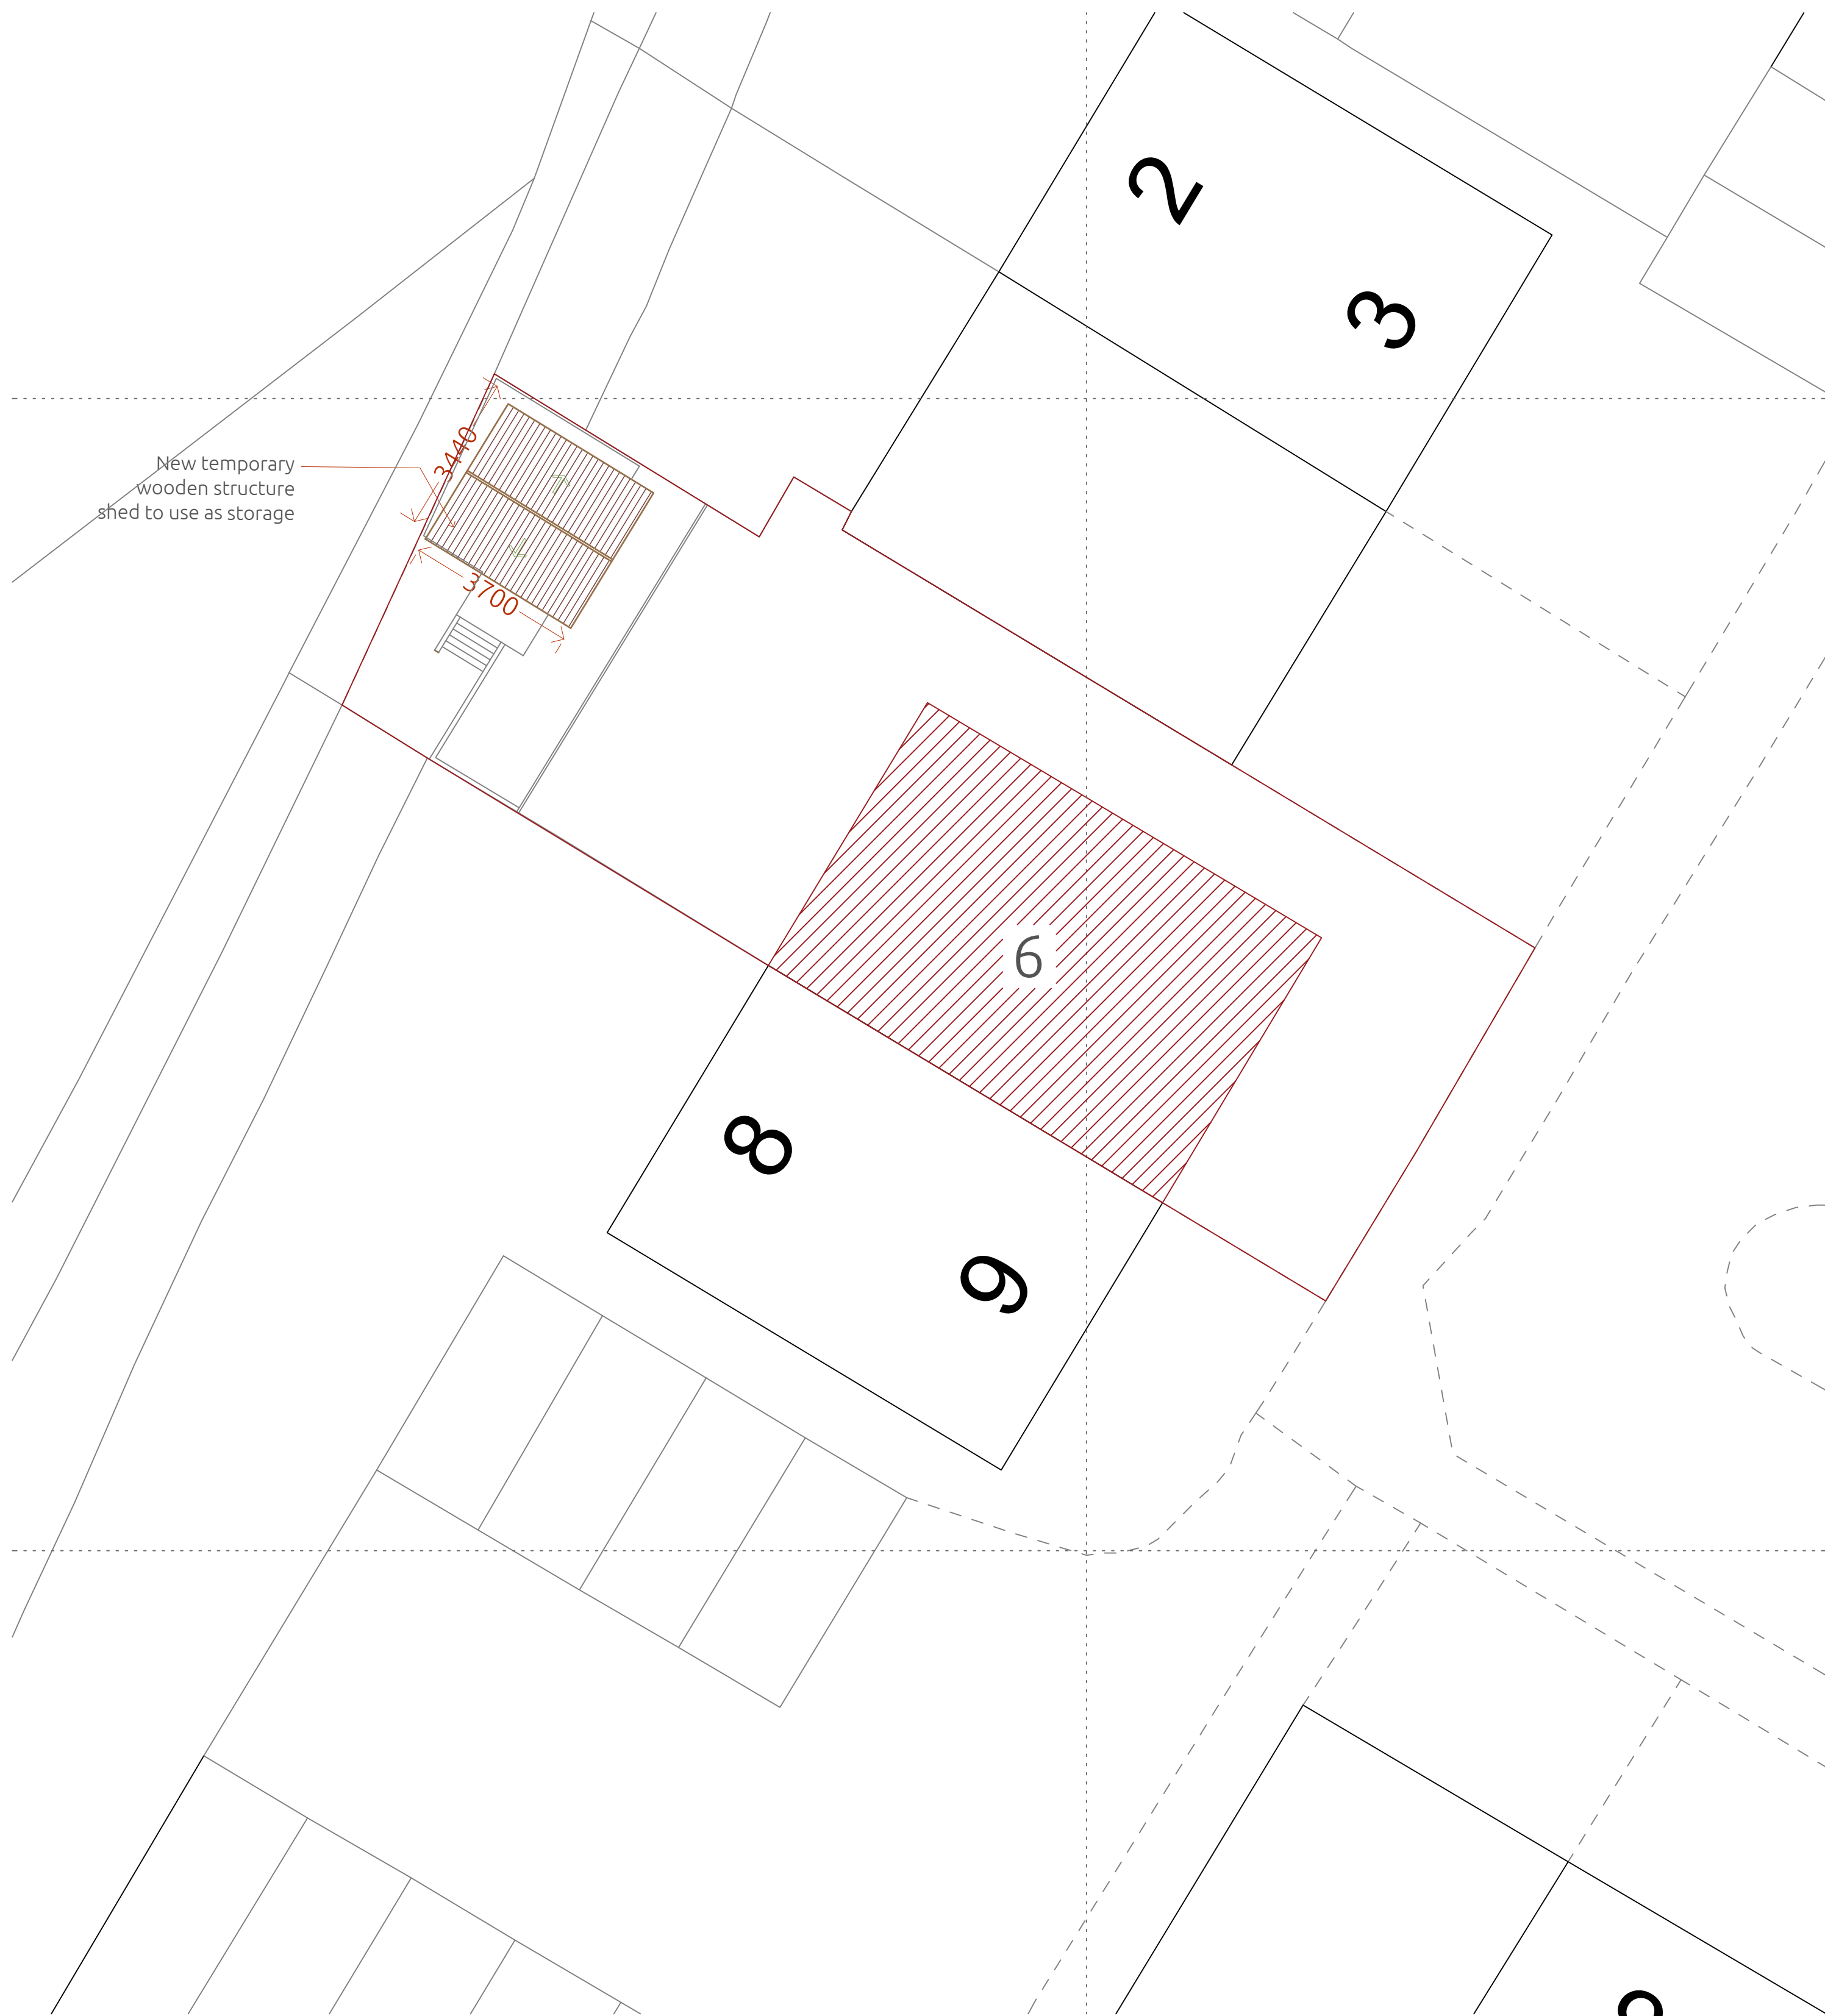 2
3
3440
New temporary
wooden structure
shed to use as storage
3700
6
8
9